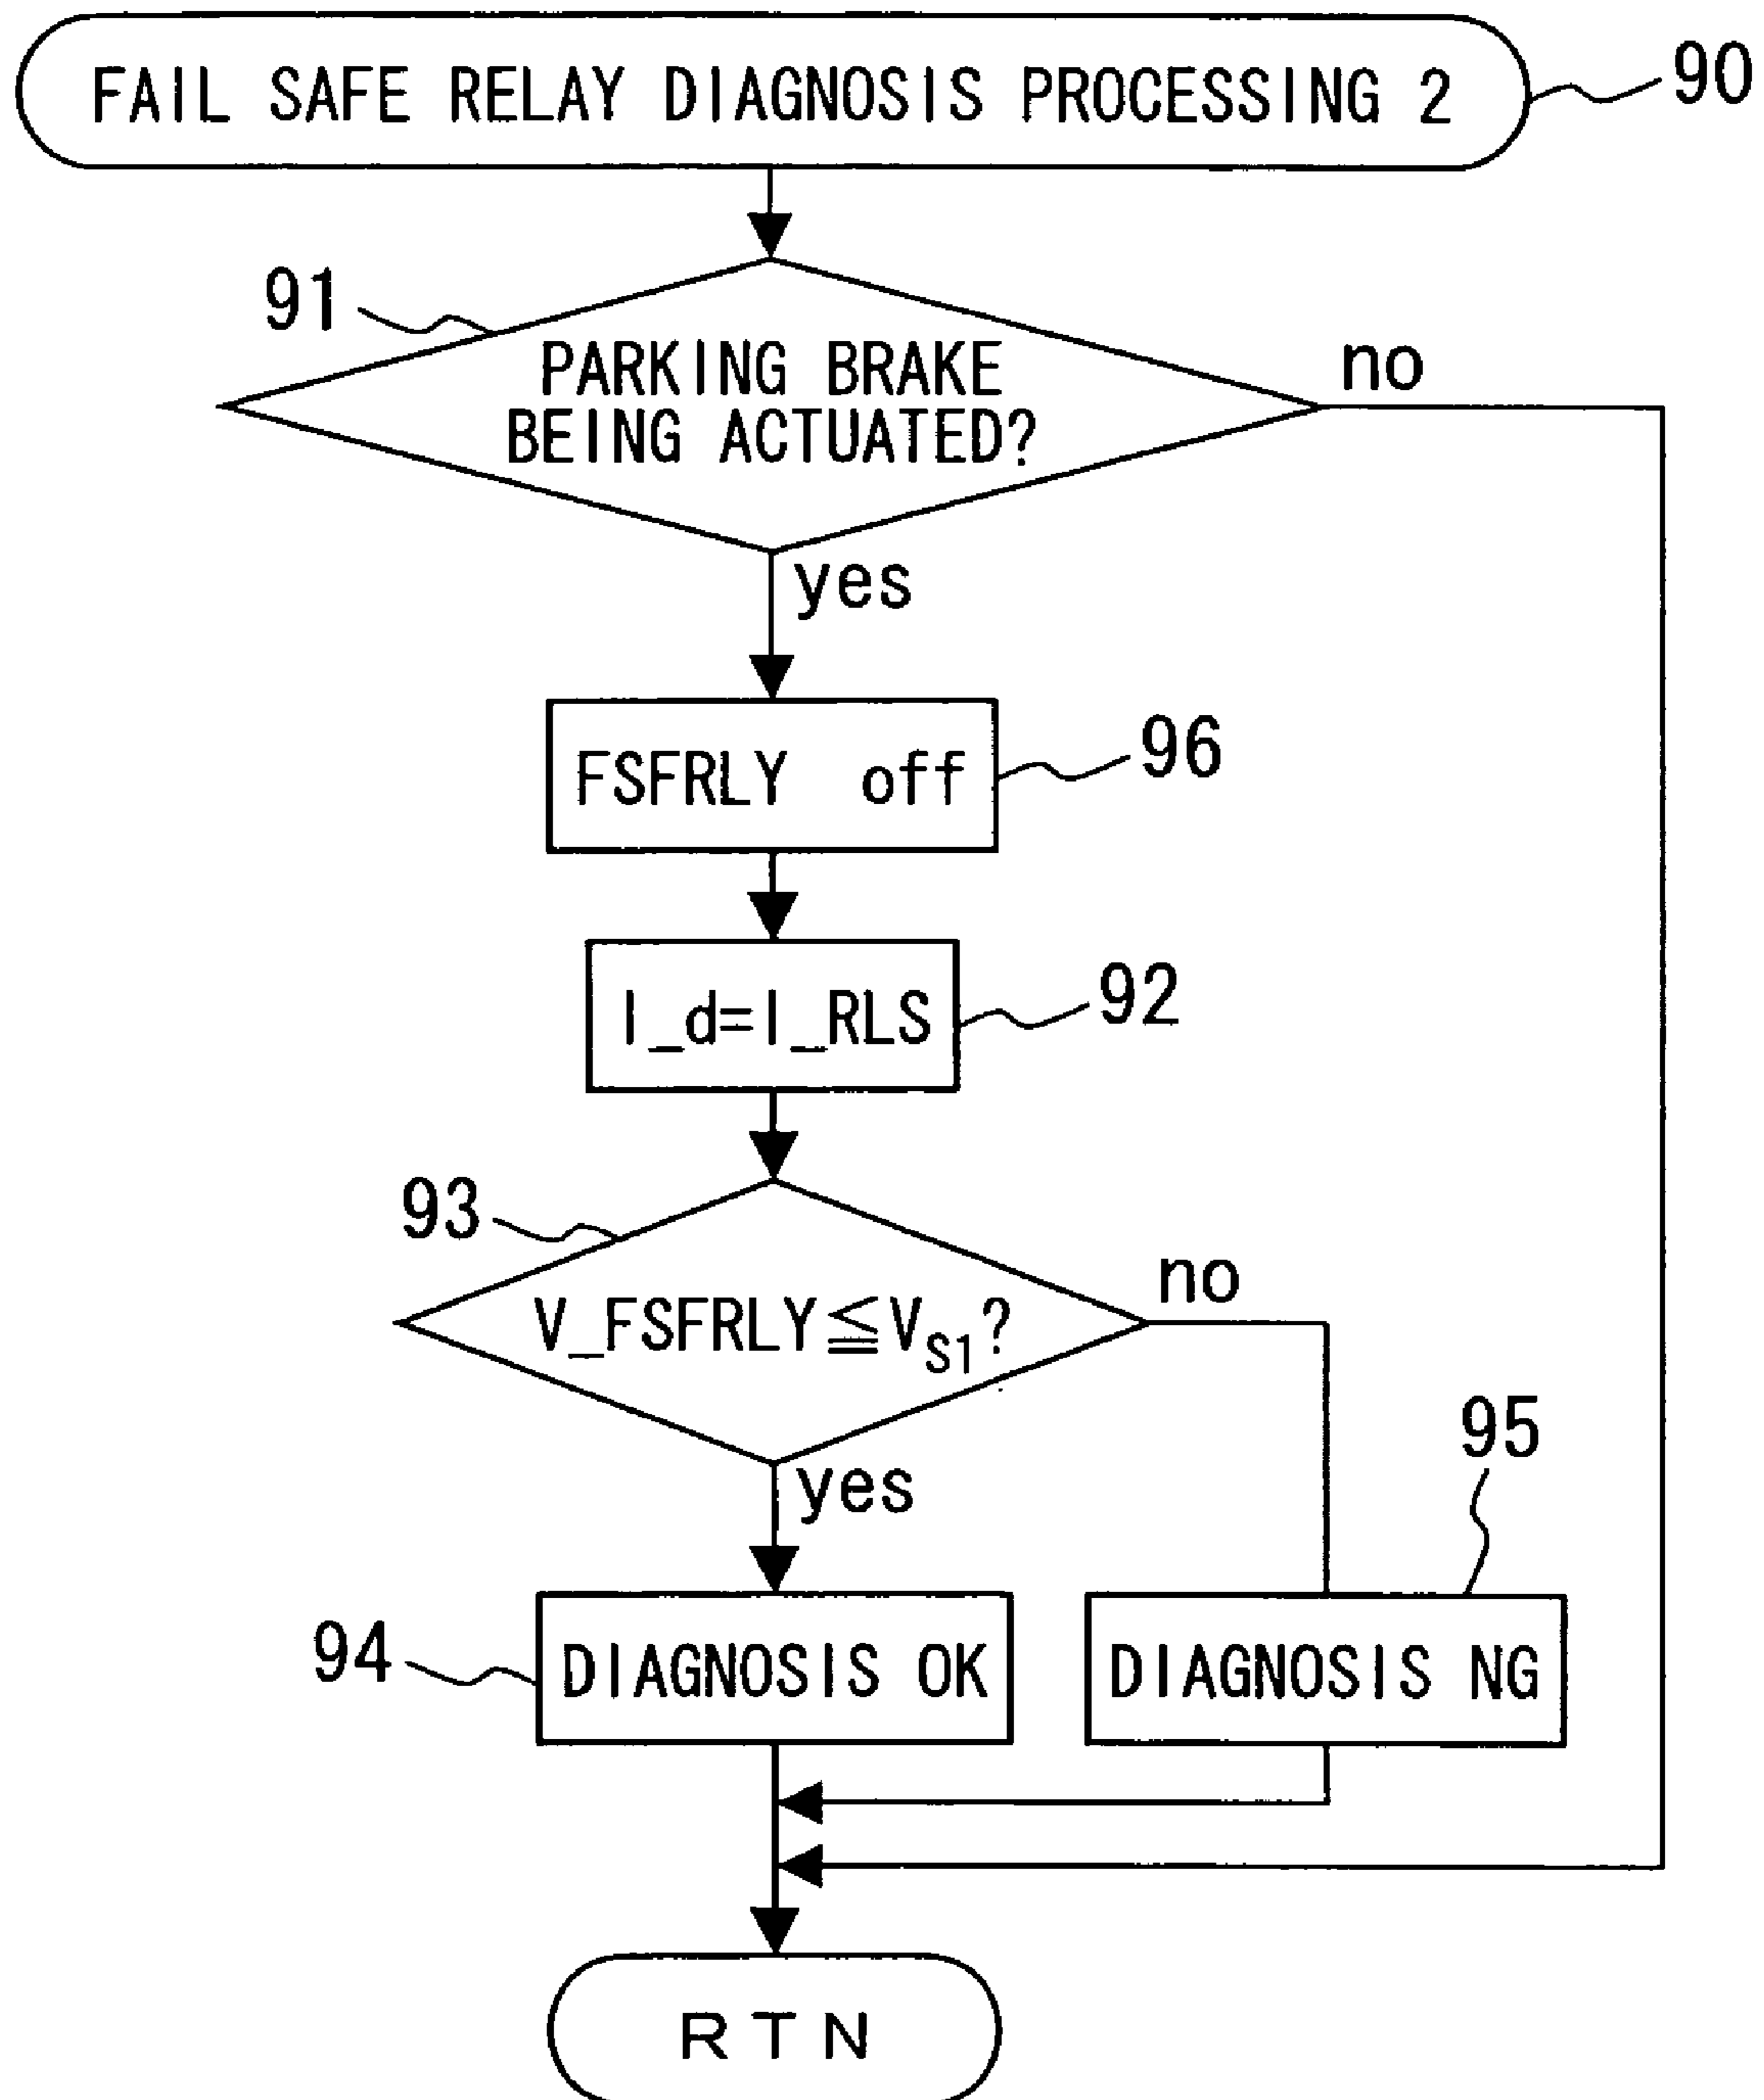 FAIL SAFE RELAY DIAGNOSIS PROCESSING 2
90
91
PARKING BRAKE
BEING ACTUATED?
no
yes
FSFRLY off
96
I_d=I_RLS
92
93
V_FSFRLY≦V_S1?
no
yes
95
94
DIAGNOSIS OK
DIAGNOSIS NG
RTN